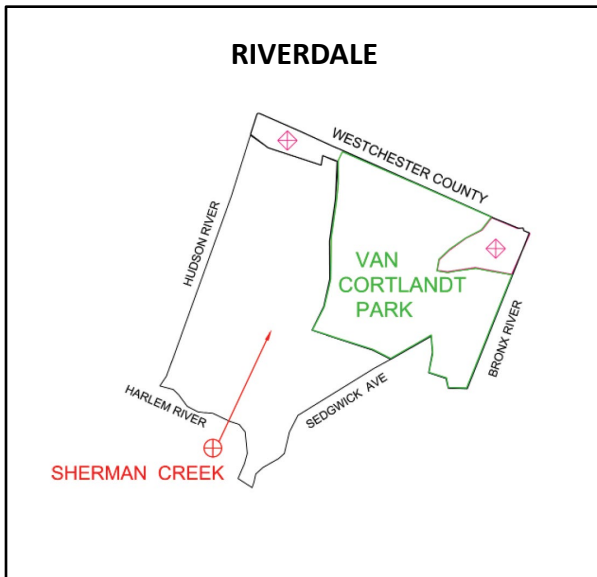 RIVERDALE
WESTCHESTER COUNTY
HUDSON RIVER
VAN
CORTLANDT
PARK
BRONX RIVER
HARLEM RIVER
SEDGWICK AVE
SHERMAN CREEK